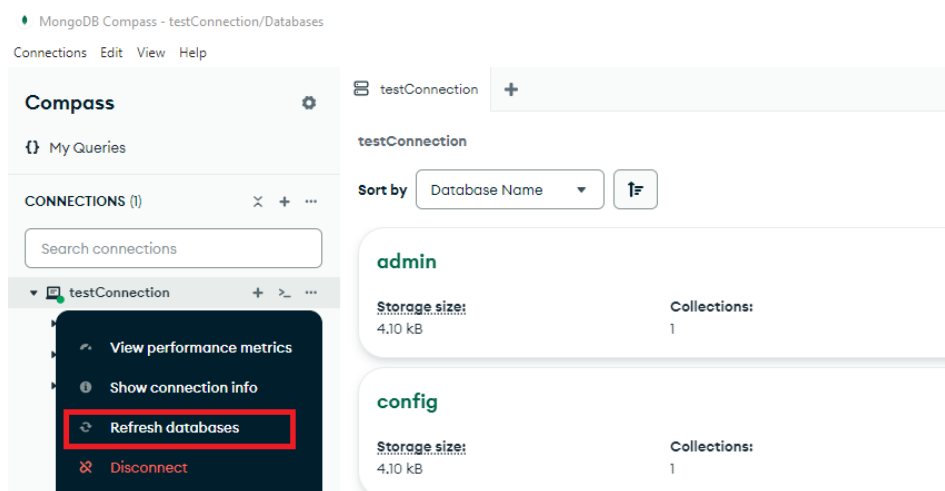 MongoDB Compass - testConnection/Databases
Connections Edit View Help
Compass
{} My Queries
CONNECTIONS (1)
Search connections
testConnection
View performance metrics
Show connection info
Refresh databases
Disconnect
testConnection
testConnection
Sort by Database Name
admin
Storage size: Collections:
4.10 kB 1
config
Storage size: Collections:
4.10 kB 1